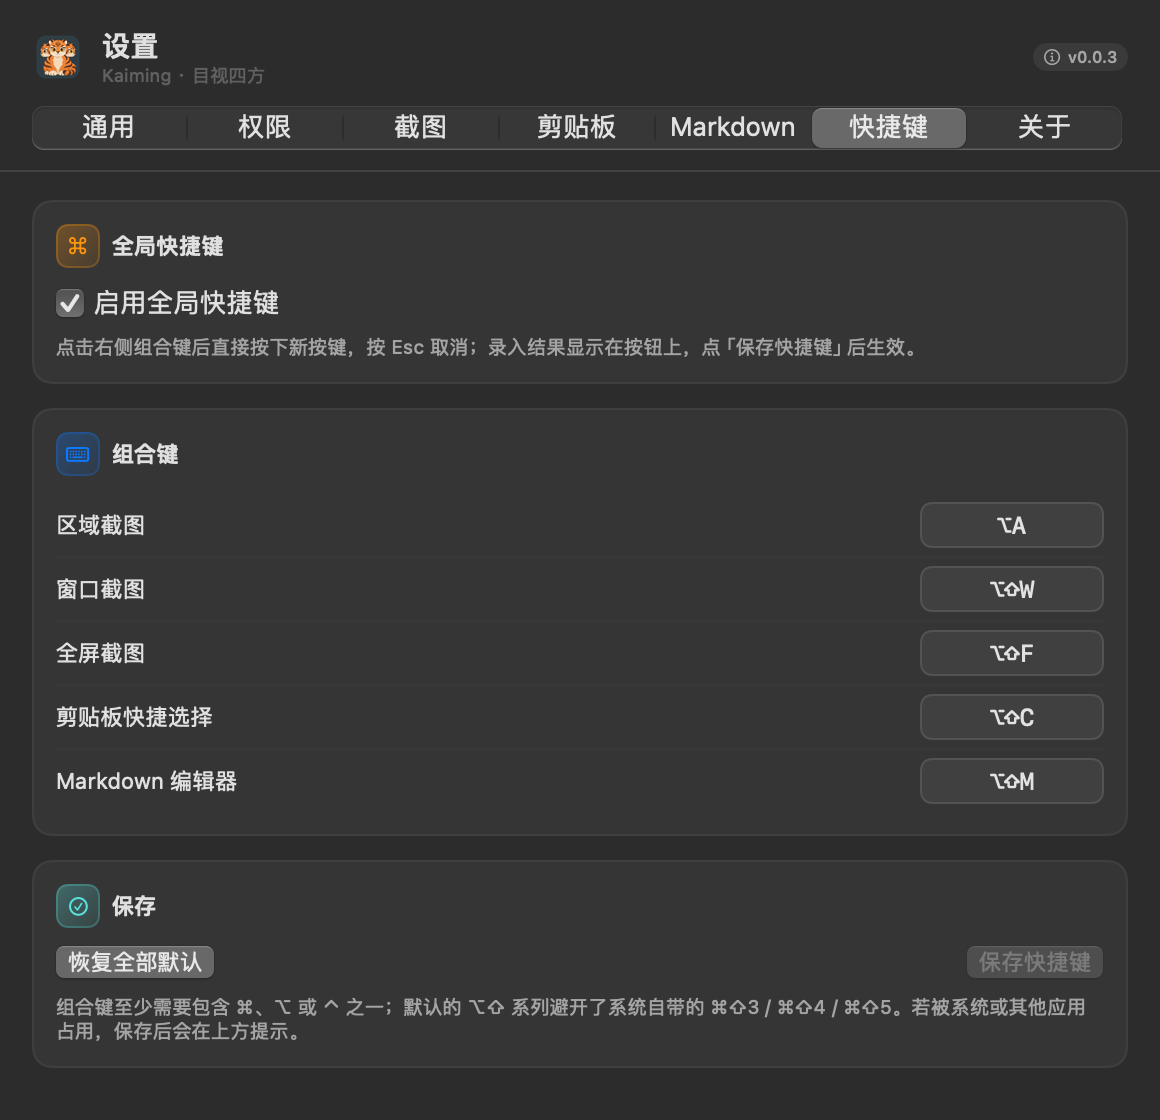 设置
Kaiming · 目视四方
v0.0.3
通用 权限 截图 剪贴板 Markdown 快捷键 关于
⌘ 全局快捷键
启用全局快捷键
点击右侧组合键后直接按下新按键，按 Esc 取消；录入结果显示在按钮上，点「保存快捷键」后生效。
组合键
区域截图 ⌥A
窗口截图 ⌥⇧W
全屏截图 ⌥⇧F
剪贴板快捷选择 ⌥⇧C
Markdown 编辑器 ⌥⇧M
保存
恢复全部默认 保存快捷键
组合键至少需要包含 ⌘、⌥ 或 ⌃ 之一；默认的 ⌥⇧ 系列避开了系统自带的 ⌘⇧3 / ⌘⇧4 / ⌘⇧5。若被系统或其他应用
占用，保存后会在上方提示。